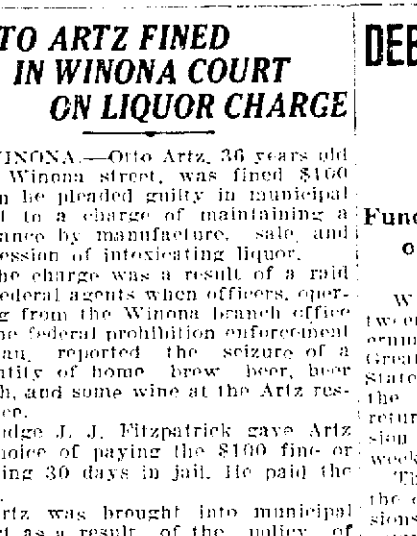 TO ARTZ FINED
IN WINONA COURT
ON LIQUOR CHARGE
INONA.—Otto Artz, 36 years old
Winona street, was fined $100
n he pleaded guilty in municipal
t to a charge of maintaining a
ance by manufacture, sale and
ession of intoxicating liquor.
he charge was a result of a raid
ederal agents when officers, oper-
g from the Winona branch office
he federal prohibition enforcement
au, reported the seizure of a
ntity of home brew beer, beer
h, and some wine at the Artz res-
ce.
udge J. J. Fitzpatrick gave Artz
hoice of paying the $100 fine or
ing 30 days in jail. He paid the
.
rtz was brought into municipal
rt as a result of the policy of
DEB
Func
o
W
tween
ernm
Great
State
the
retur
sion
week
Th
the c
sions